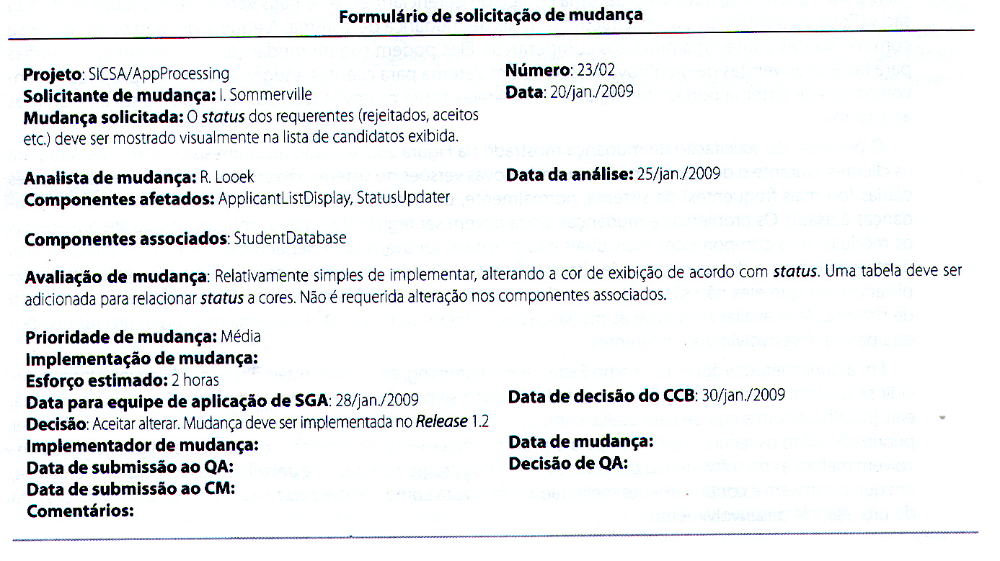 Formulário de solicitação de mudança
Projeto: SICSA/AppProcessing
Número: 23/02
Solicitante de mudança: I. Sommerville
Data: 20/jan./2009
Mudança solicitada: O status dos requerentes (rejeitados, aceitos
etc.) deve ser mostrado visualmente na lista de candidatos exibida.
Analista de mudança: R. Looek
Data da análise: 25/jan./2009
Componentes afetados: ApplicantListDisplay, StatusUpdater
Componentes associados: StudentDatabase
Avaliação de mudança: Relativamente simples de implementar, alterando a cor de exibição de acordo com status. Uma tabela deve ser
adicionada para relacionar status a cores. Não é requerida alteração nos componentes associados.
Prioridade de mudança: Média
Implementação de mudança:
Esforço estimado: 2 horas
Data para equipe de aplicação de SGA: 28/jan./2009
Data de decisão do CCB: 30/jan./2009
Decisão: Aceitar alterar. Mudança deve ser implementada no Release 1.2
Implementador de mudança:
Data de mudança:
Data de submissão ao QA:
Decisão de QA:
Data de submissão ao CM:
Comentários: